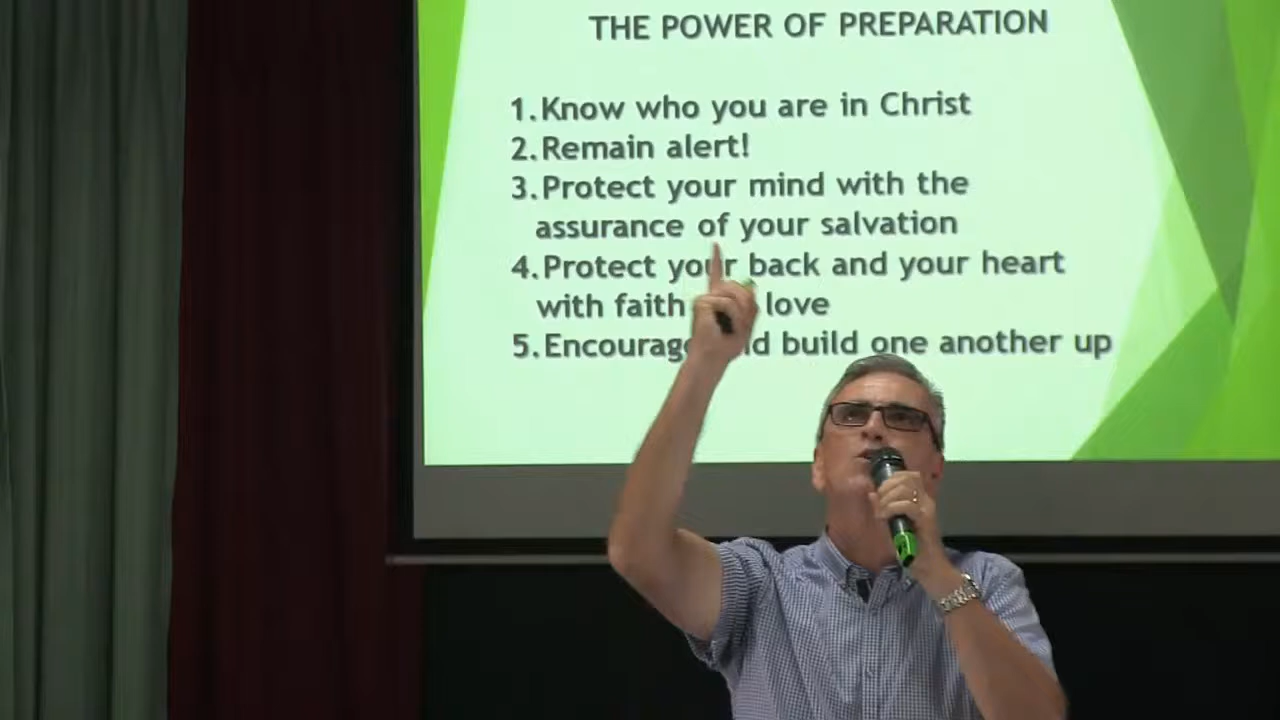 THE POWER OF PREPARATION
1. Know who you are in Christ
2. Remain alert!
3. Protect your mind with the
assurance of your salvation
4. Protect your back and your heart
with faith love
5. Encourage build one another up